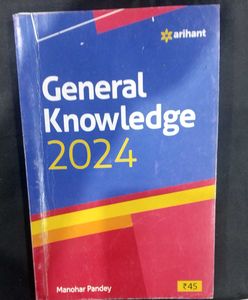 arihant
General
Knowledge
2024
Manohar Pandey
₹45